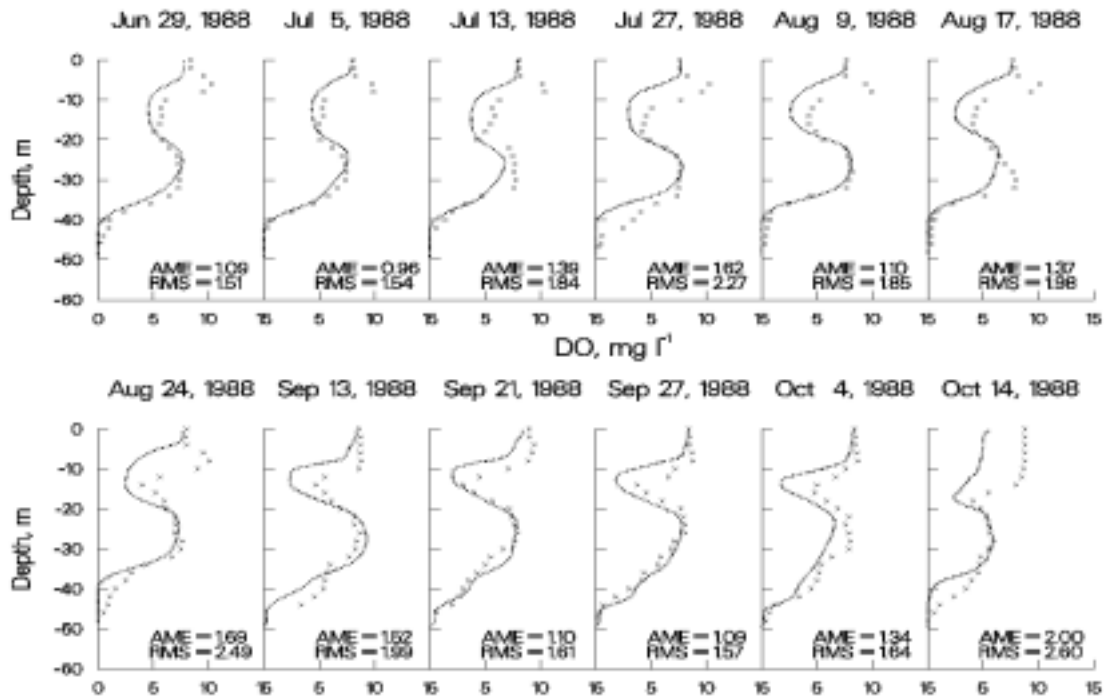 Jun 29, 1988 Jul 5, 1988 Jul 13, 1988 Jul 27, 1988 Aug 9, 1988 Aug 17, 1988
0
-10
-20
-30
-40
-50
-60
Depth, m
AME = 1.09 AME = 0.96 AME = 1.39 AME = 1.62 AME = 1.10 AME = 1.37
RMS = 1.51 RMS = 1.54 RMS = 1.84 RMS = 2.27 RMS = 1.85 RMS = 1.98
0 5 10 15 5 10 15 5 10 15 5 10 15 5 10 15 5 10 15
DO, mg l-1
Aug 24, 1988 Sep 13, 1988 Sep 21, 1988 Sep 27, 1988 Oct 4, 1988 Oct 14, 1988
0
-10
-20
-30
-40
-50
-60
Depth, m
AME = 1.69 AME = 1.52 AME = 1.10 AME = 1.09 AME = 1.34 AME = 2.00
RMS = 2.49 RMS = 1.99 RMS = 1.61 RMS = 1.57 RMS = 1.64 RMS = 2.60
0 5 10 15 5 10 15 5 10 15 5 10 15 5 10 15 5 10 15